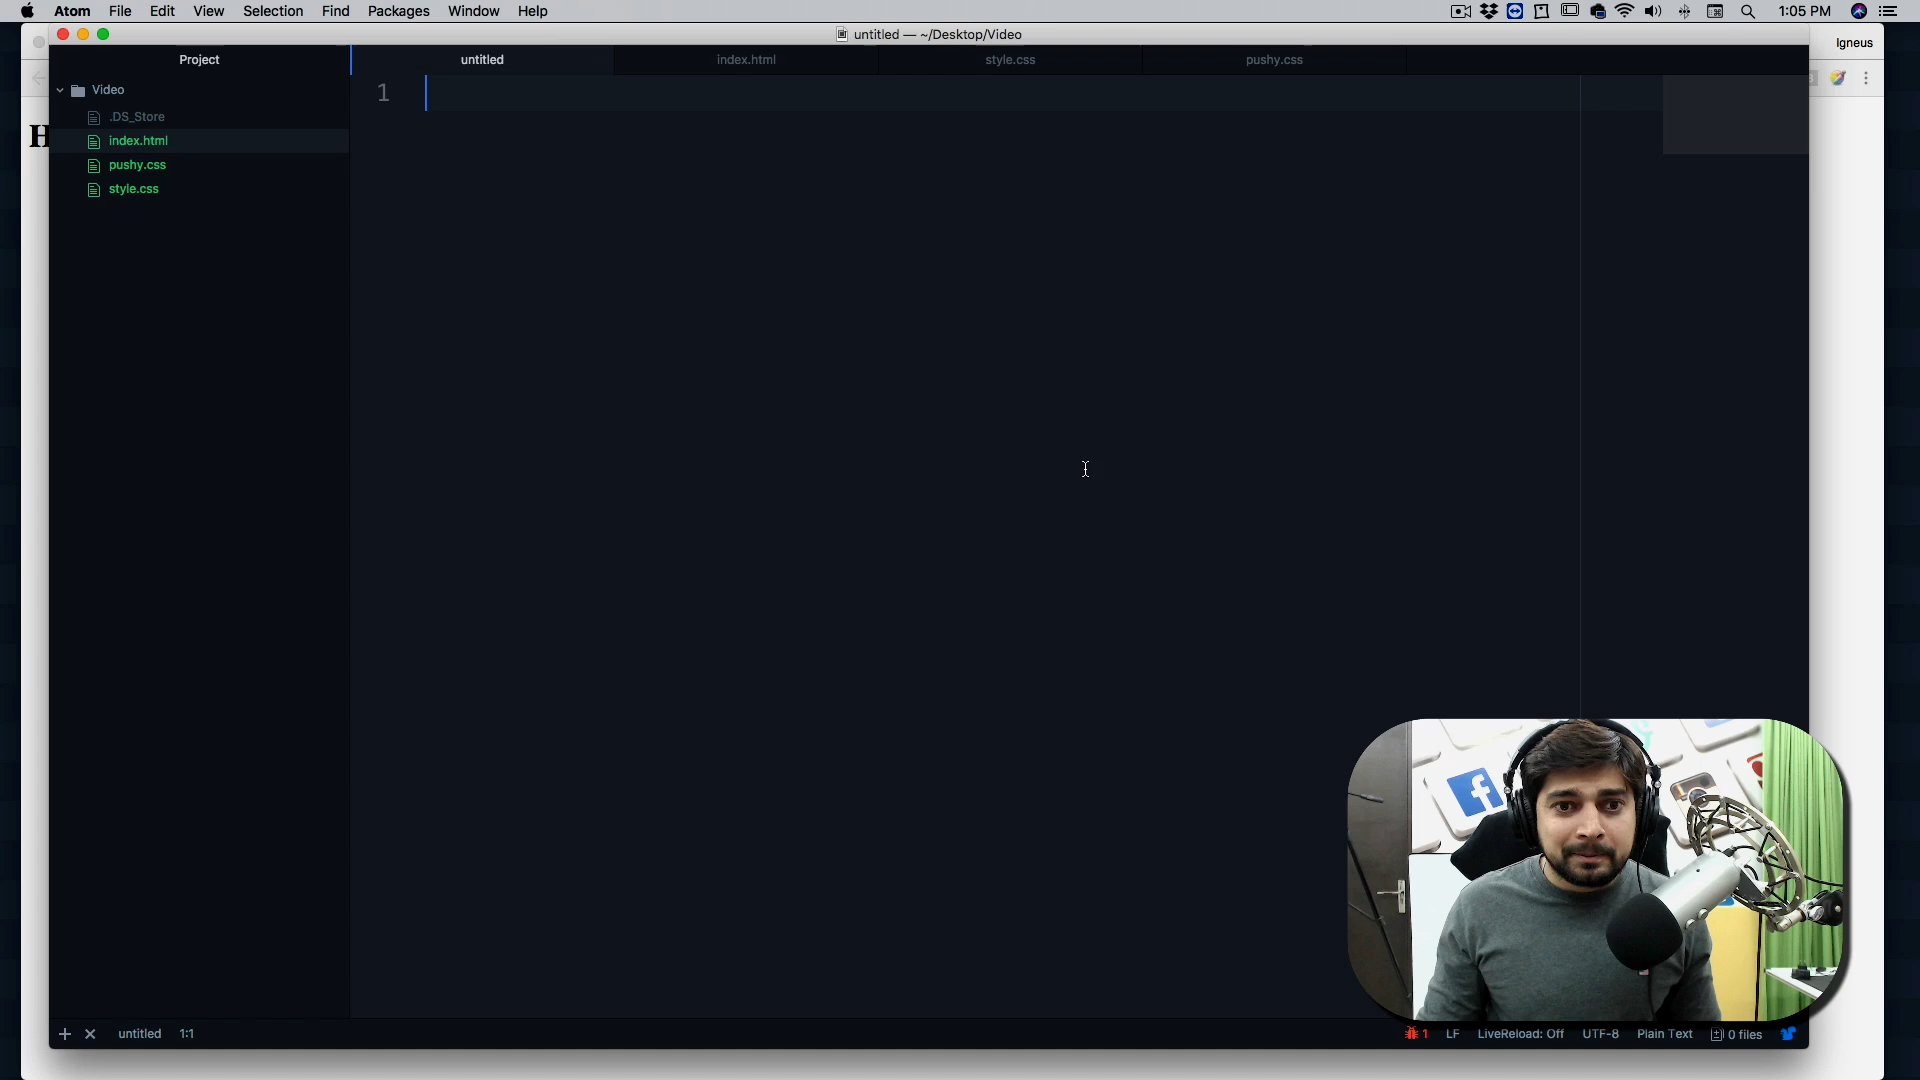 Atom File Edit View Selection Find Packages Window Help 1:05 PM
untitled — ~/Desktop/Video
Igneus
Project untitled index.html style.css pushy.css
Video
.DS_Store
index.html
pushy.css
style.css
1
H
f
untitled 1:1 1 LF LiveReload: Off UTF-8 Plain Text 0 files